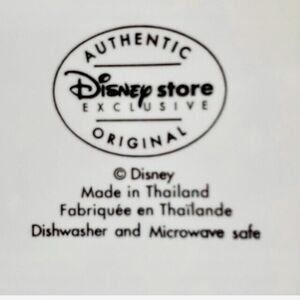 AUTHENTIC
Disney store
EXCLUSIVE
ORIGINAL
© Disney
Made in Thailand
Fabriquée en Thaïlande
Dishwasher and Microwave safe